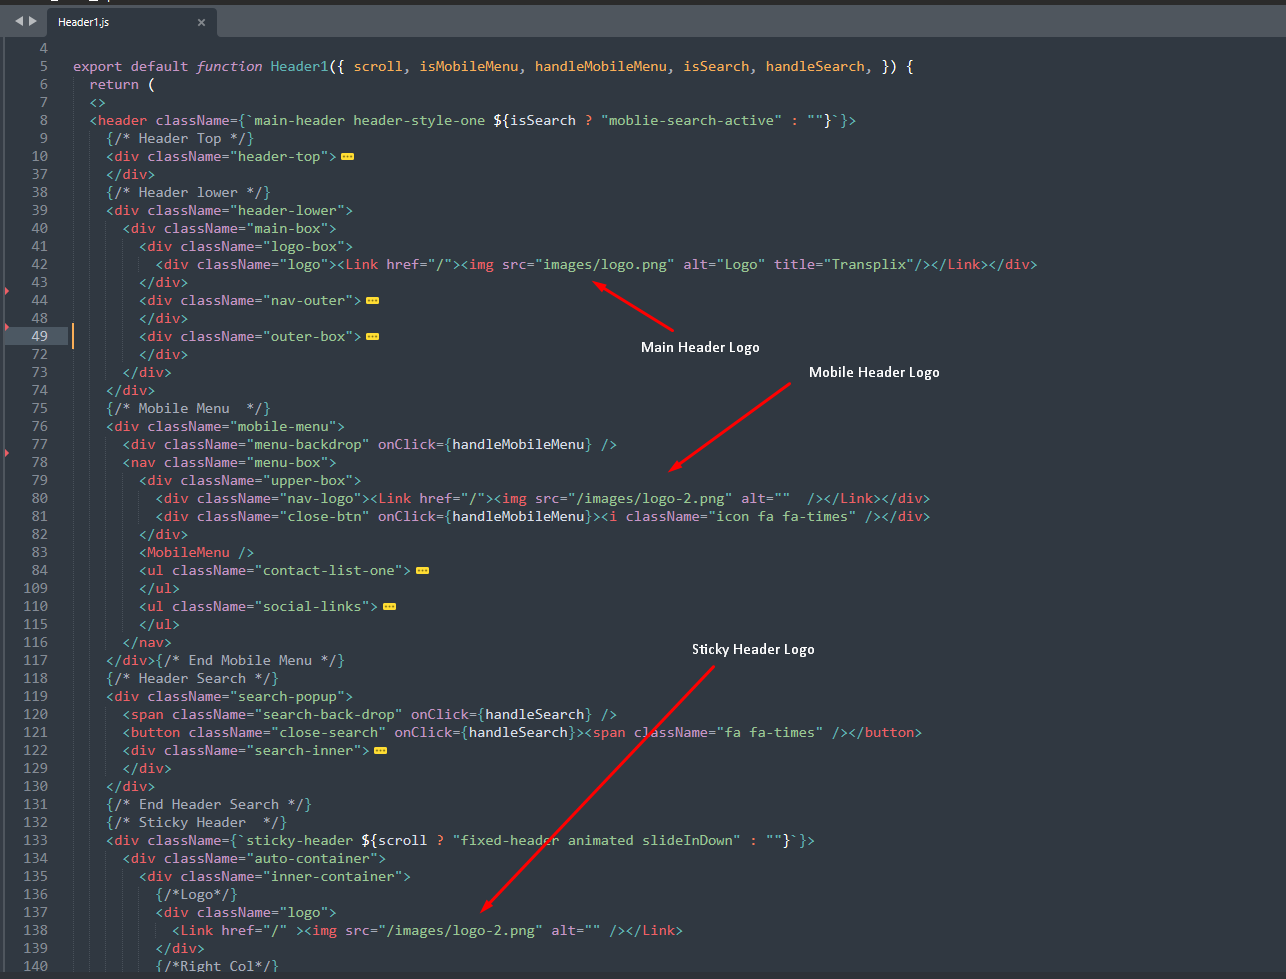 Header1.js ×
4
5 export default function Header1({ scroll, isMobileMenu, handleMobileMenu, isSearch, handleSearch, }) {
6 return (
7 <>
8 <header className={`main-header header-style-one ${isSearch ? "moblie-search-active" : ""}`}>
9 {/* Header Top */}
10 <div className="header-top">
37 </div>
38 {/* Header lower */}
39 <div className="header-lower">
40 <div className="main-box">
41 <div className="logo-box">
42 <div className="logo"><Link href="/"><img src="images/logo.png" alt="Logo" title="Transplix"/></Link></div>
43 </div>
44 <div className="nav-outer">
48 </div>
49 <div className="outer-box">
Main Header Logo
72 </div>
73 </div>
Mobile Header Logo
74 </div>
75 {/* Mobile Menu  */}
76 <div className="mobile-menu">
77 <div className="menu-backdrop" onClick={handleMobileMenu} />
78 <nav className="menu-box">
79 <div className="upper-box">
80 <div className="nav-logo"><Link href="/"><img src="/images/logo-2.png" alt=""  /></Link></div>
81 <div className="close-btn" onClick={handleMobileMenu}><i className="icon fa fa-times" /></div>
82 </div>
83 <MobileMenu />
84 <ul className="contact-list-one">
109 </ul>
110 <ul className="social-links">
115 </ul>
116 </nav>
Sticky Header Logo
117 </div>{/* End Mobile Menu */}
118 {/* Header Search */}
119 <div className="search-popup">
120 <span className="search-back-drop" onClick={handleSearch} />
121 <button className="close-search" onClick={handleSearch}><span className="fa fa-times" /></button>
122 <div className="search-inner">
129 </div>
130 </div>
131 {/* End Header Search */}
132 {/* Sticky Header  */}
133 <div className={`sticky-header ${scroll ? "fixed-header animated slideInDown" : ""}`}>
134 <div className="auto-container">
135 <div className="inner-container">
136 {/*Logo*/}
137 <div className="logo">
138 <Link href="/" ><img src="/images/logo-2.png" alt="" /></Link>
139 </div>
140 {/*Right Col*/}